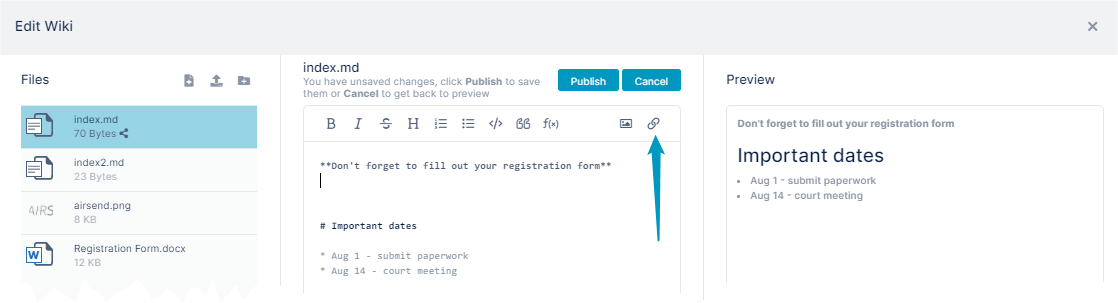 Edit Wiki
Files
index.md
70 Bytes
index2.md
23 Bytes
AIRS
airsend.png
8 KB
W
Registration Form.docx
12 KB
index.md
You have unsaved changes, click Publish to save
them or Cancel to get back to preview
Publish
Cancel
B I S H </> f(x)
**Don't forget to fill out your registration form**
# Important dates
* Aug 1 - submit paperwork
* Aug 14 - court meeting
Preview
Don't forget to fill out your registration form
Important dates
• Aug 1 - submit paperwork
• Aug 14 - court meeting